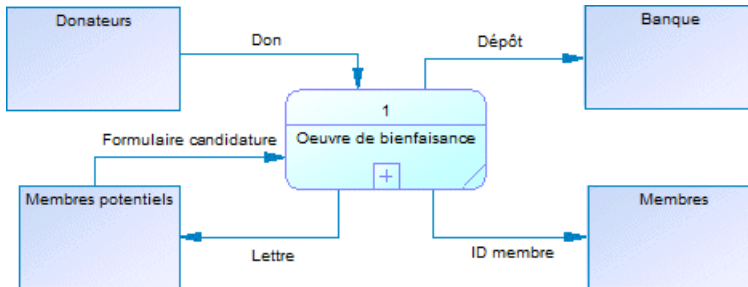 Donateurs
Don
Dépôt
Banque
1
Oeuvre de bienfaisance
Formulaire candidature
Membres potentiels
Lettre
ID membre
Membres